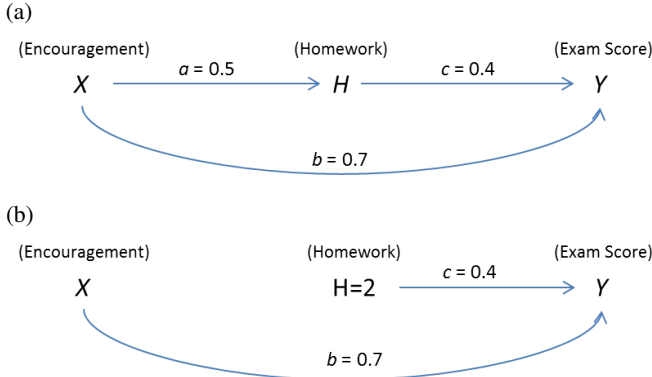 (a)
(Encouragement) (Homework) (Exam Score)
a = 0.5 c = 0.4
X H Y
b = 0.7
(b)
(Encouragement) (Homework) (Exam Score)
c = 0.4
X H=2 Y
b = 0.7